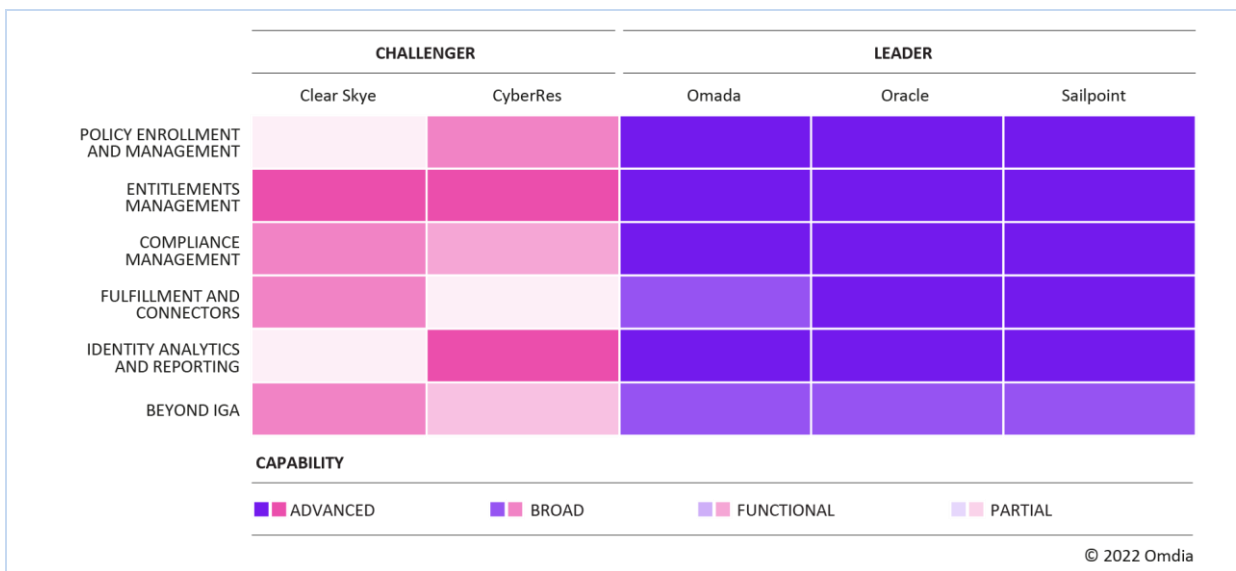 CHALLENGER LEADER
Clear Skye CyberRes Omada Oracle Sailpoint
POLICY ENROLLMENT
AND MANAGEMENT
ENTITLEMENTS
MANAGEMENT
COMPLIANCE
MANAGEMENT
FULFILLMENT AND
CONNECTORS
IDENTITY ANALYTICS
AND REPORTING
BEYOND IGA
CAPABILITY
ADVANCED BROAD FUNCTIONAL PARTIAL
© 2022 Omdia